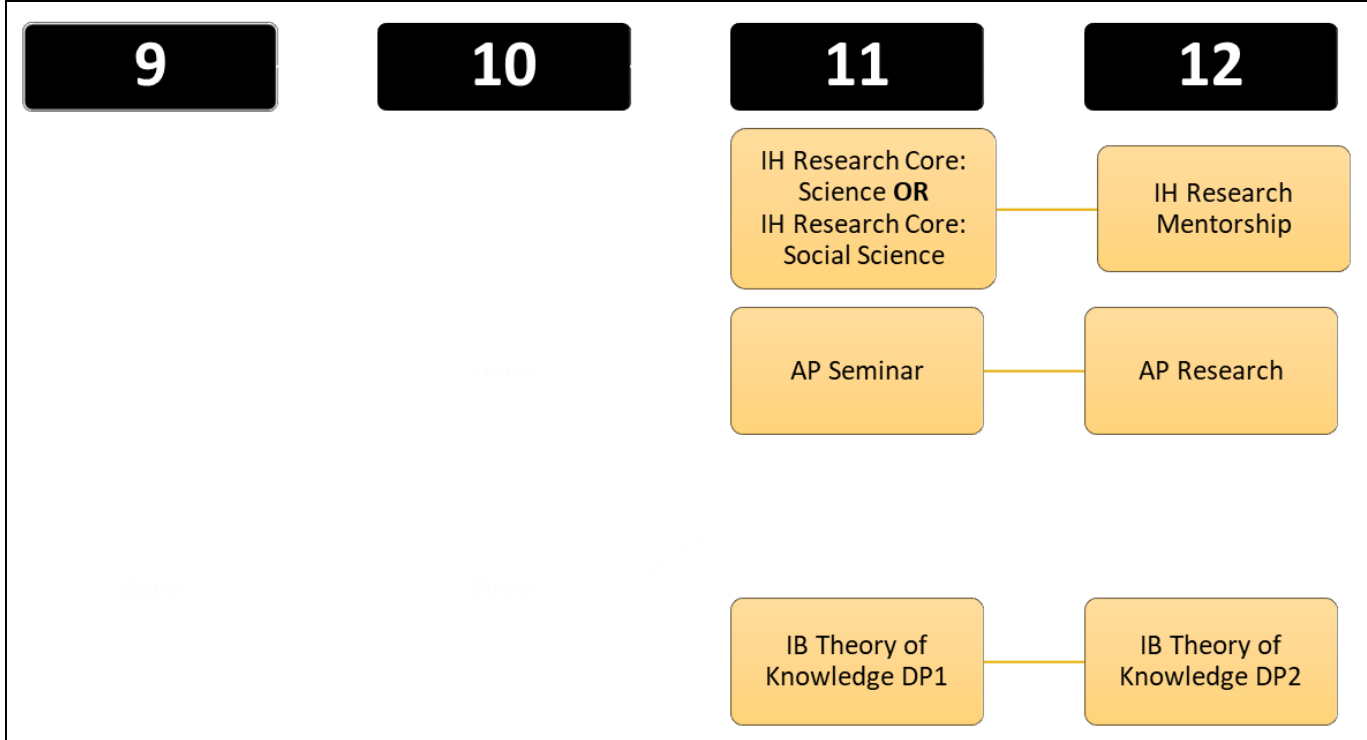 9
10
11
12
IH Research Core:
Science OR
IH Research Core:
Social Science
IH Research
Mentorship
AP Seminar
AP Research
IB Theory of
Knowledge DP1
IB Theory of
Knowledge DP2